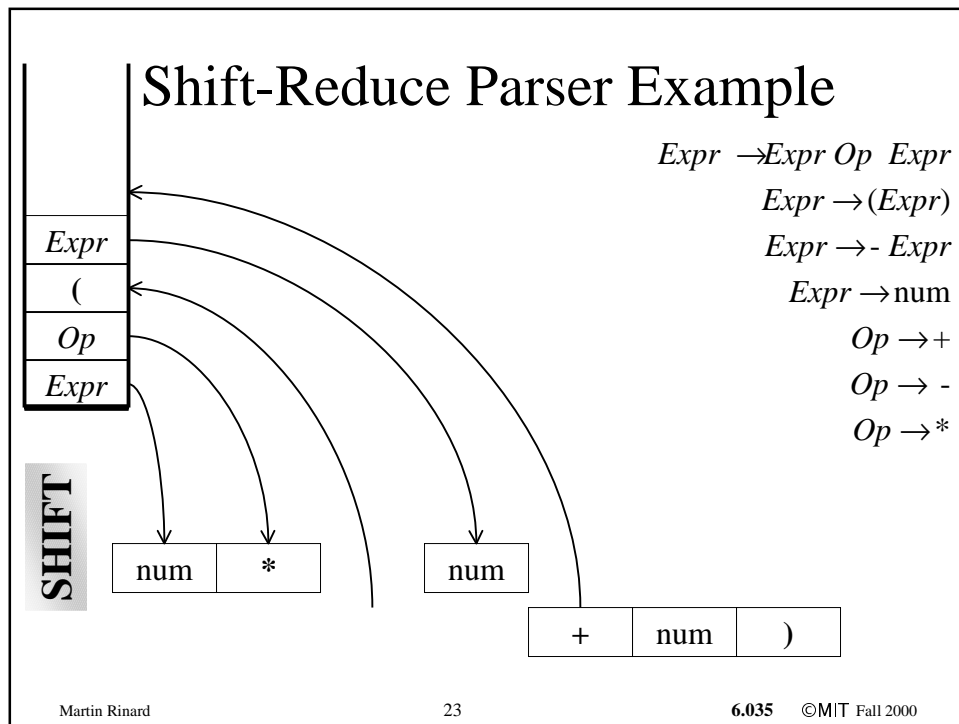 Shift-Reduce Parser Example
Expr → Expr Op Expr
Expr → (Expr)
Expr → - Expr
Expr → num
Op → +
Op → -
Op → *
Expr
(
Op
Expr
SHIFT
num *
num
+ num )
Martin Rinard 23 6.035 ©MIT Fall 2000